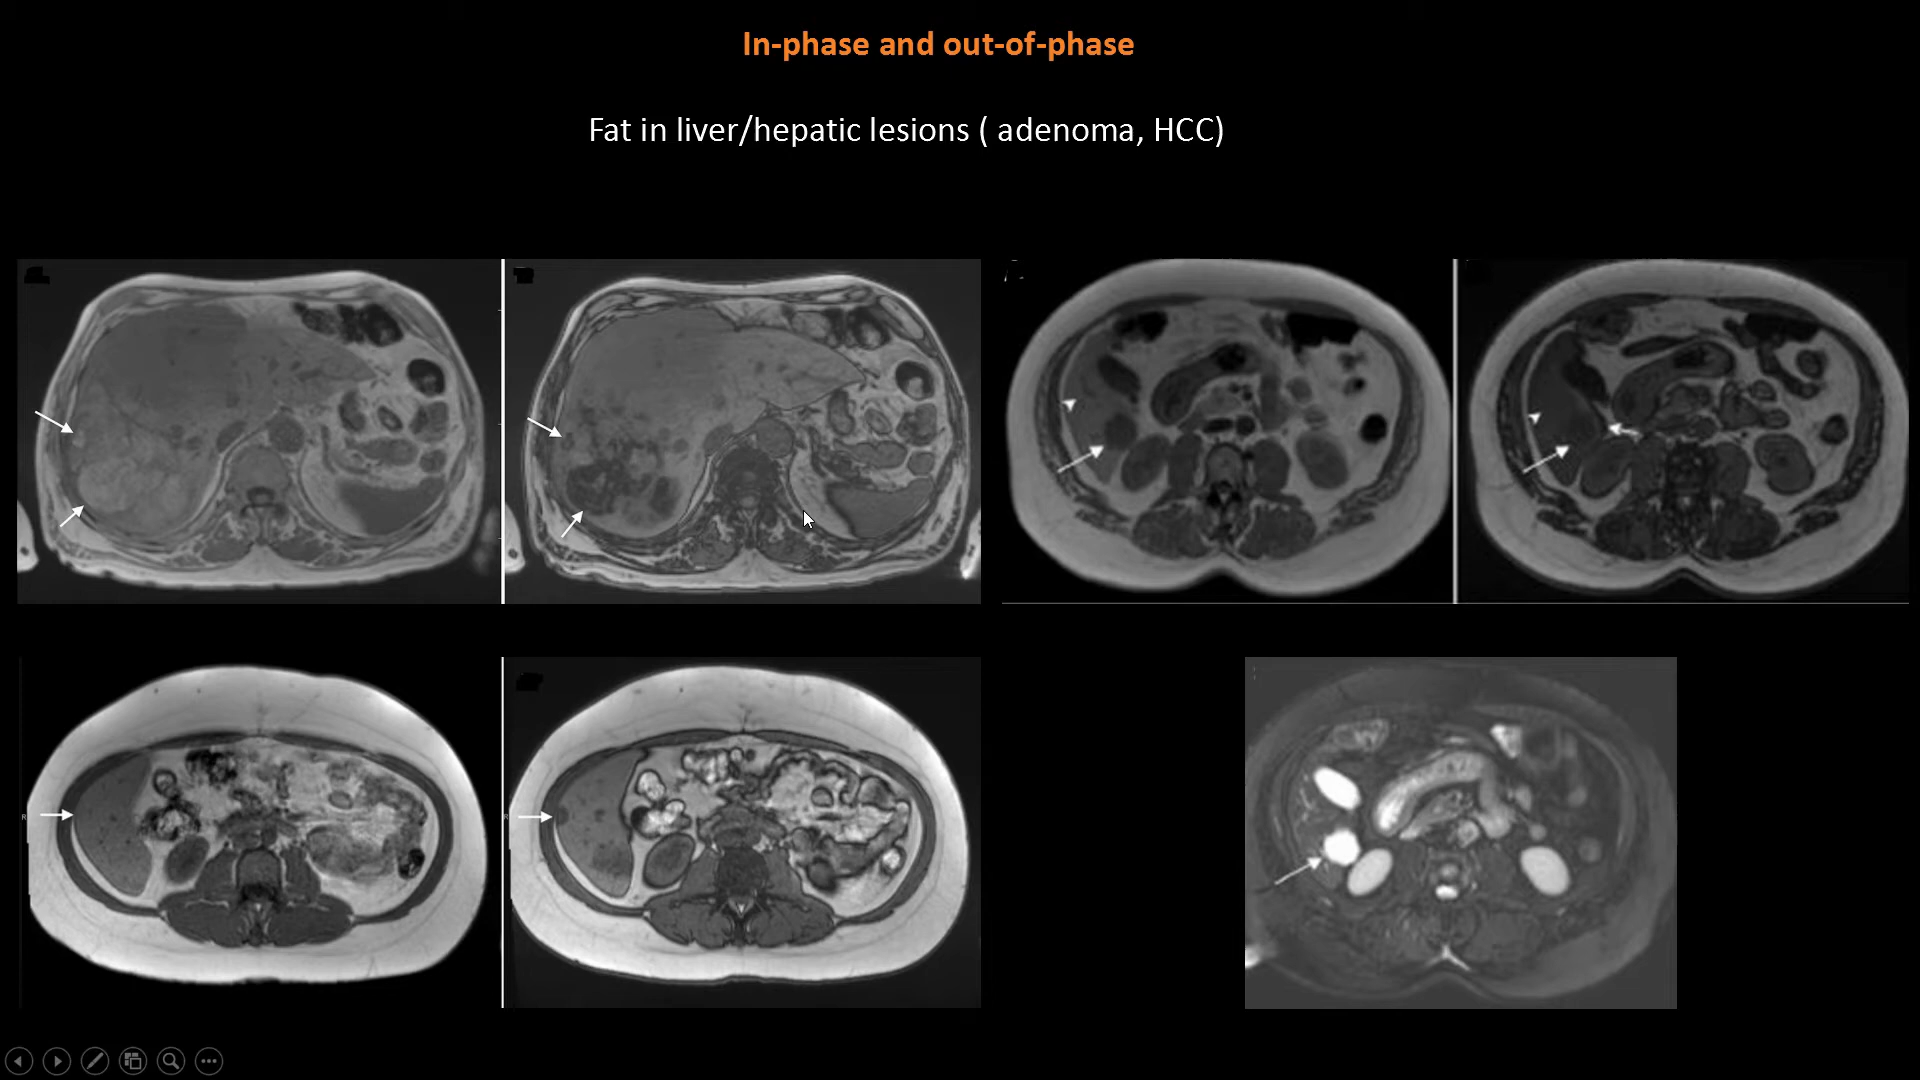 In-phase and out-of-phase
Fat in liver/hepatic lesions ( adenoma, HCC)
R
R